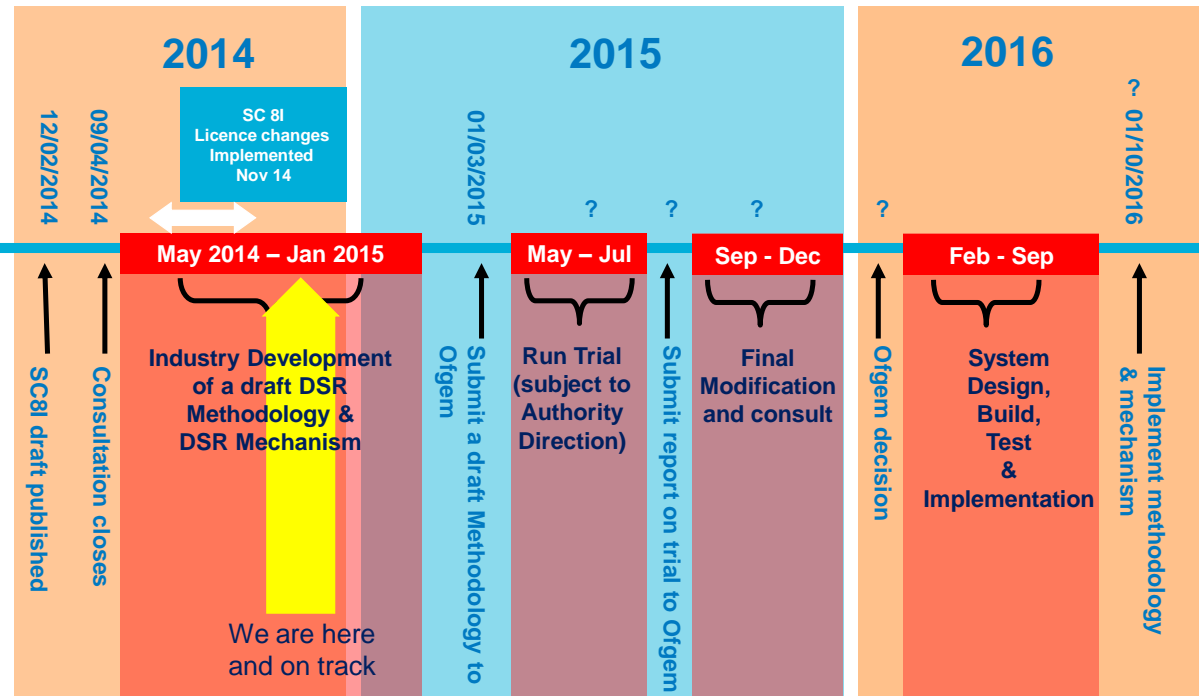 2014
2015
2016
12/02/2014
09/04/2014
SC 8I
Licence changes
Implemented
Nov 14
01/03/2015
?
?
?
?
? 01/10/2016
May 2014 – Jan 2015
May – Jul
Sep - Dec
Feb - Sep
SC8I draft published
Consultation closes
Industry Development
of a draft DSR
Methodology &
DSR Mechanism
Submit a draft Methodology to
Ofgem
Run Trial
(subject to
Authority
Direction)
Submit report on trial to Ofgem
Final
Modification
and consult
Ofgem decision
System
Design,
Build,
Test
&
Implementation
Implement methodology
& mechanism
We are here
and on track